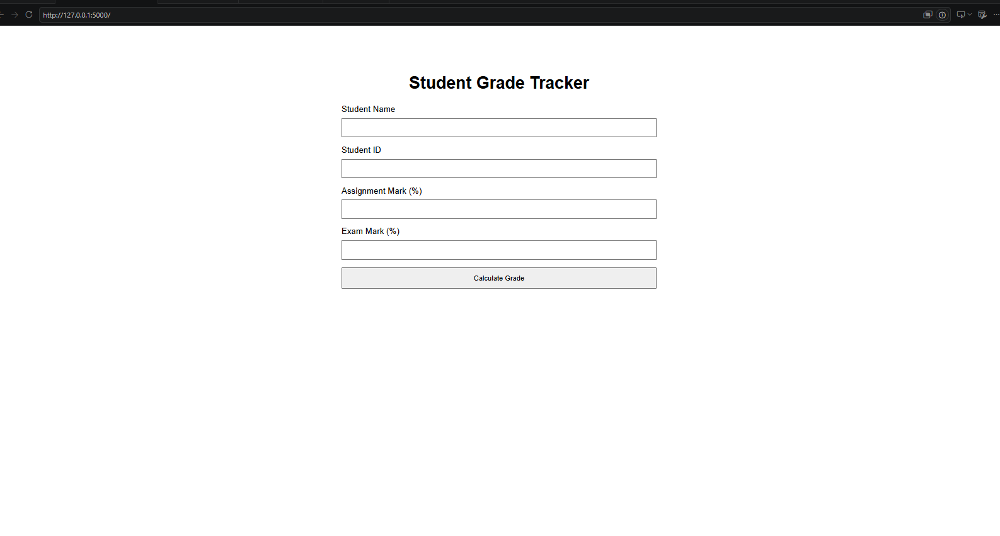 http://127.0.0.1:5000/
Student Grade Tracker
Student Name
Student ID
Assignment Mark (%)
Exam Mark (%)
Calculate Grade